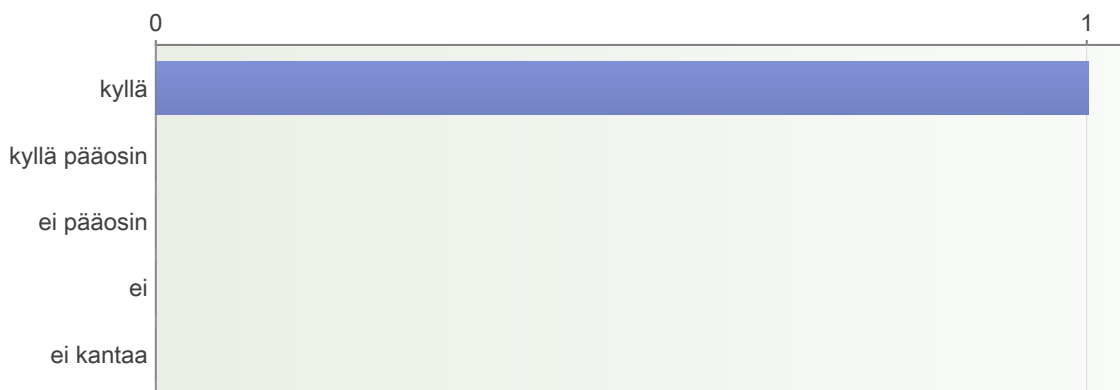 0 1
kyllä
kyllä pääosin
ei pääosin
ei
ei kantaa